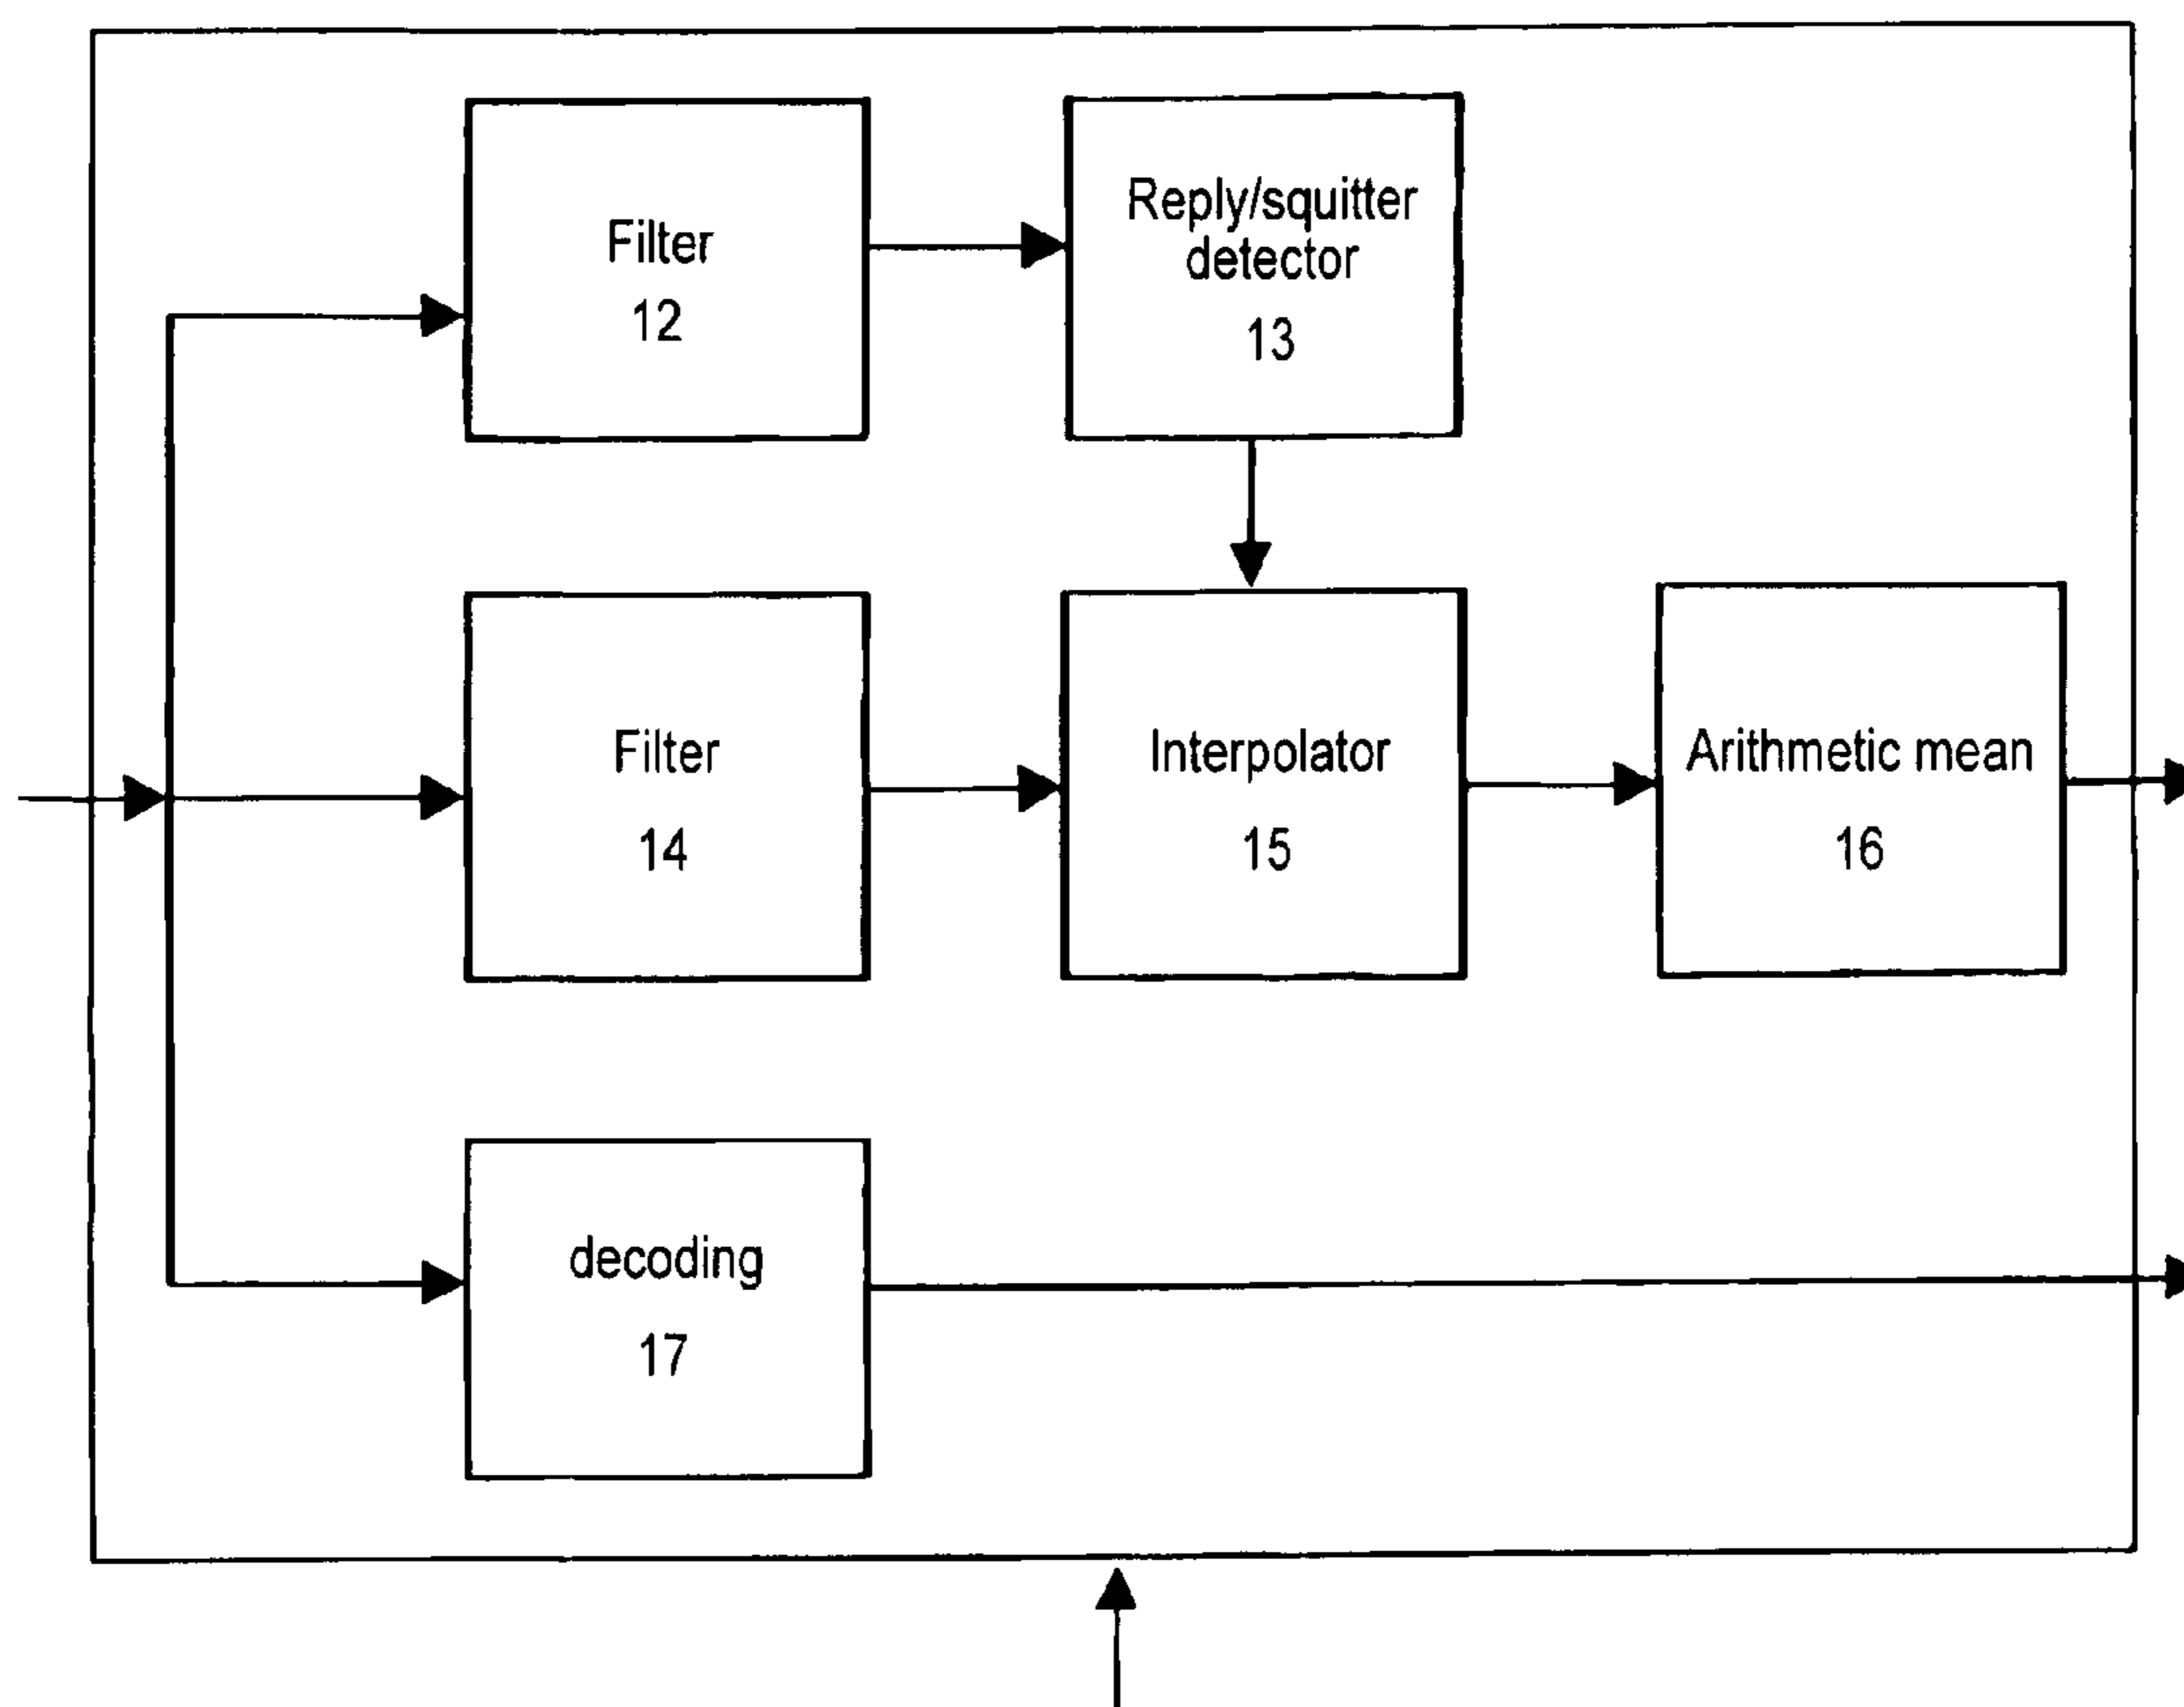 Filter
12
Reply/squitter
detector
13
Filter
14
Interpolator
15
Arithmetic mean
16
decoding
17